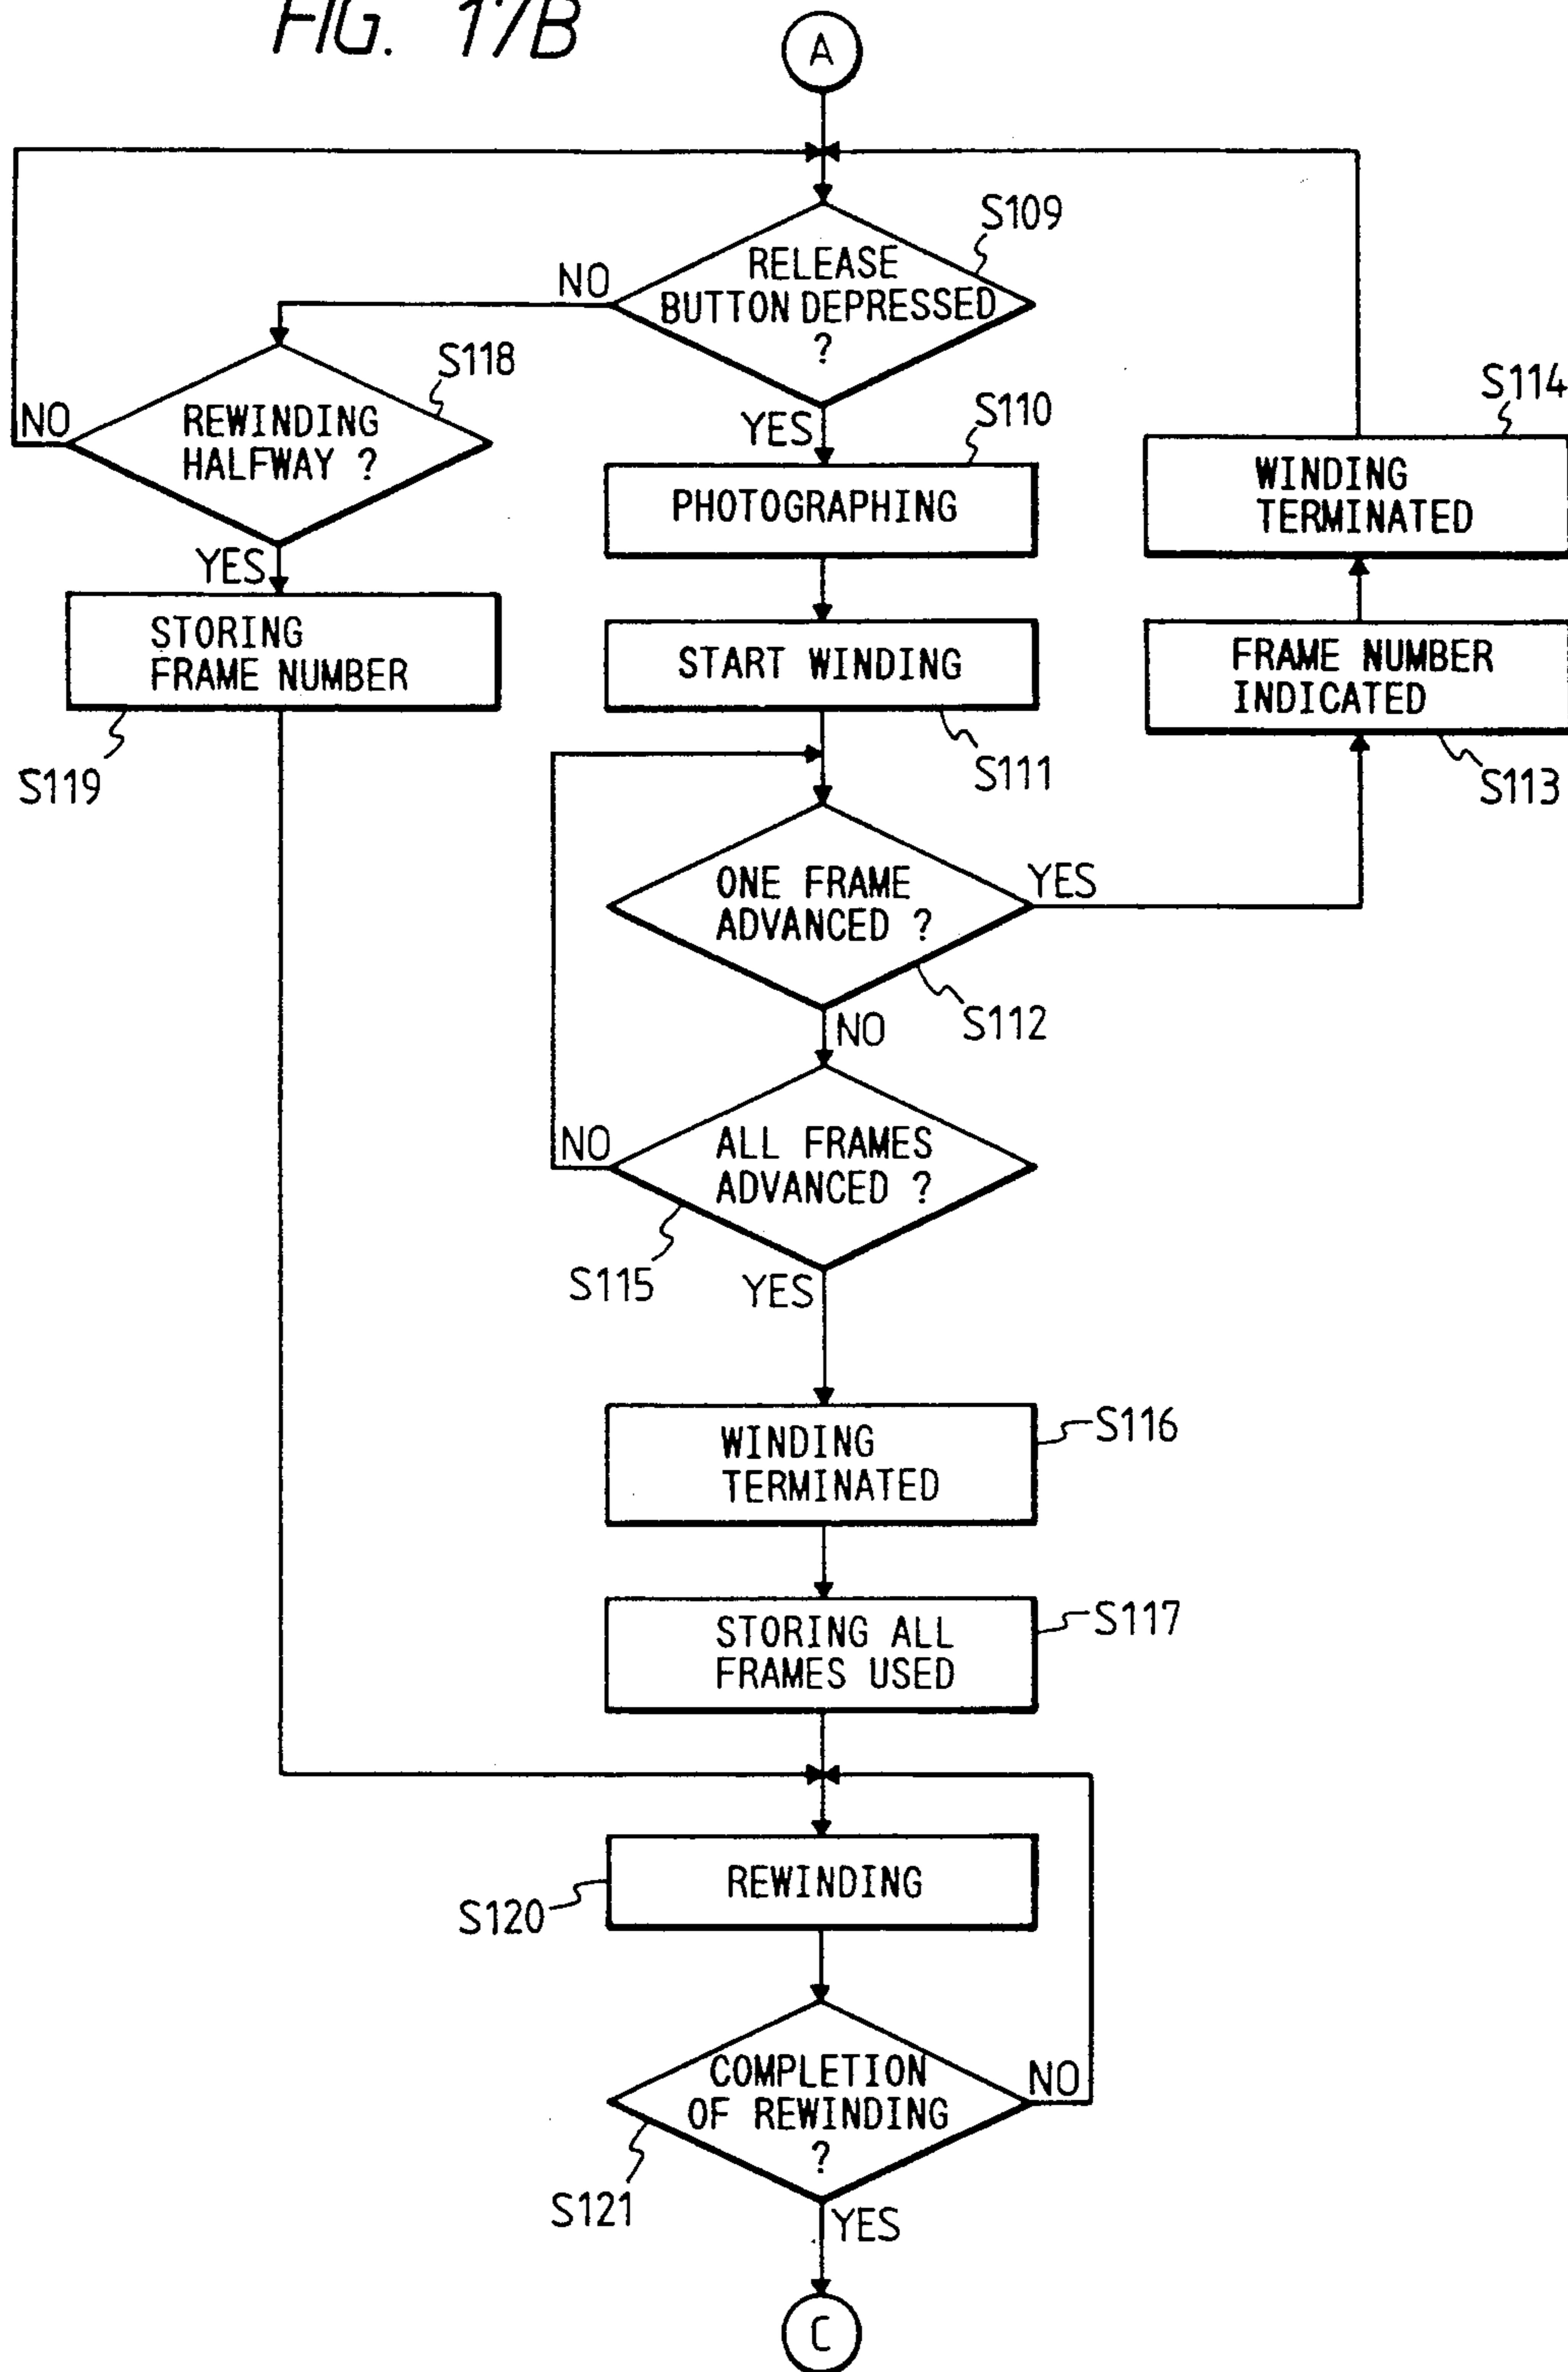 FIG. 17B
A
S109
RELEASE
BUTTON DEPRESSED
?
NO
YES
S118
REWINDING
HALFWAY ?
NO
YES
S110
PHOTOGRAPHING
S114
WINDING
TERMINATED
STORING
FRAME NUMBER
S119
START WINDING
S111
FRAME NUMBER
INDICATED
S113
ONE FRAME
ADVANCED ?
YES
S112
NO
ALL FRAMES
ADVANCED ?
NO
S115
YES
WINDING
TERMINATED
S116
STORING ALL
FRAMES USED
S117
REWINDING
S120
COMPLETION
OF REWINDING
?
NO
S121
YES
C